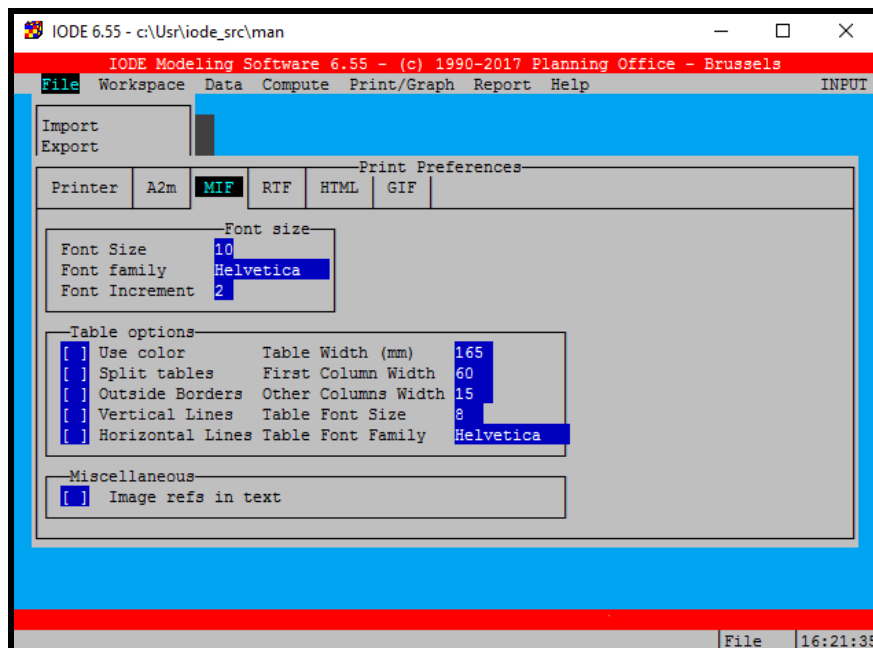 IODE 6.55 - c:\Usr\iode_src\man
IODE Modeling Software 6.55 - (c) 1990-2017 Planning Office - Brussels
File Workspace Data Compute Print/Graph Report Help INPUT
Import
Export
Print Preferences
Printer A2m MIF RTF HTML GIF
Font size
Font Size 10
Font family Helvetica
Font Increment 2
Table options
[ ] Use color Table Width (mm) 165
[ ] Split tables First Column Width 60
[ ] Outside Borders Other Columns Width 15
[ ] Vertical Lines Table Font Size 8
[ ] Horizontal Lines Table Font Family Helvetica
Miscellaneous
[ ] Image refs in text
File 16:21:35